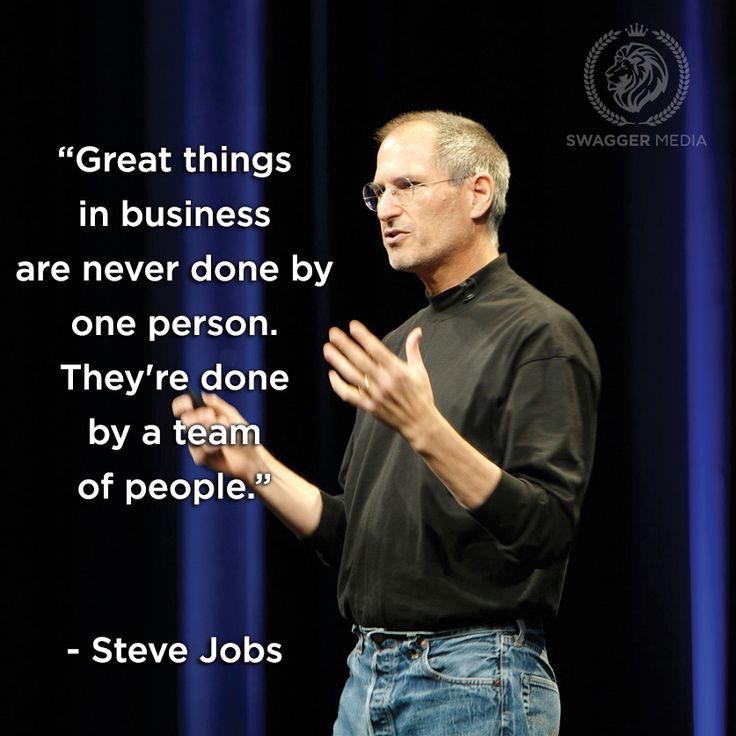 SWAGGER MEDIA
“Great things
in business
are never done by
one person.
They're done
by a team
of people.”
- Steve Jobs